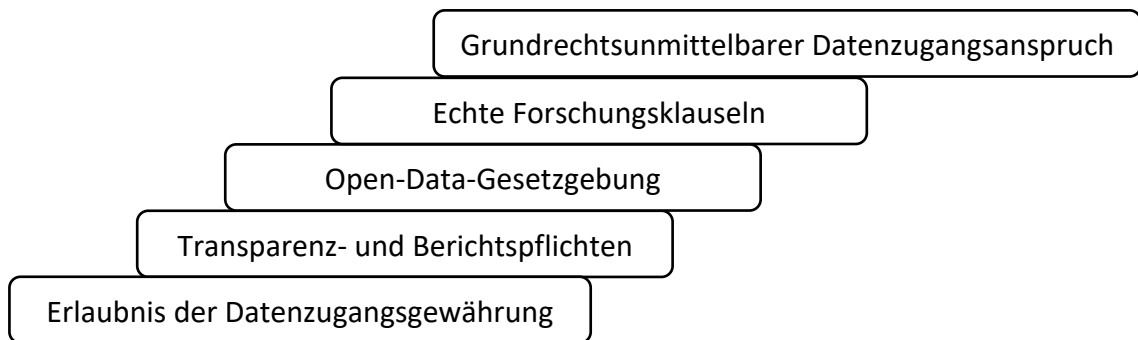 Grundrechtsunmittelbarer Datenzugangsanspruch
Echte Forschungsklauseln
Open-Data-Gesetzgebung
Transparenz- und Berichtspflichten
Erlaubnis der Datenzugangsgewährung